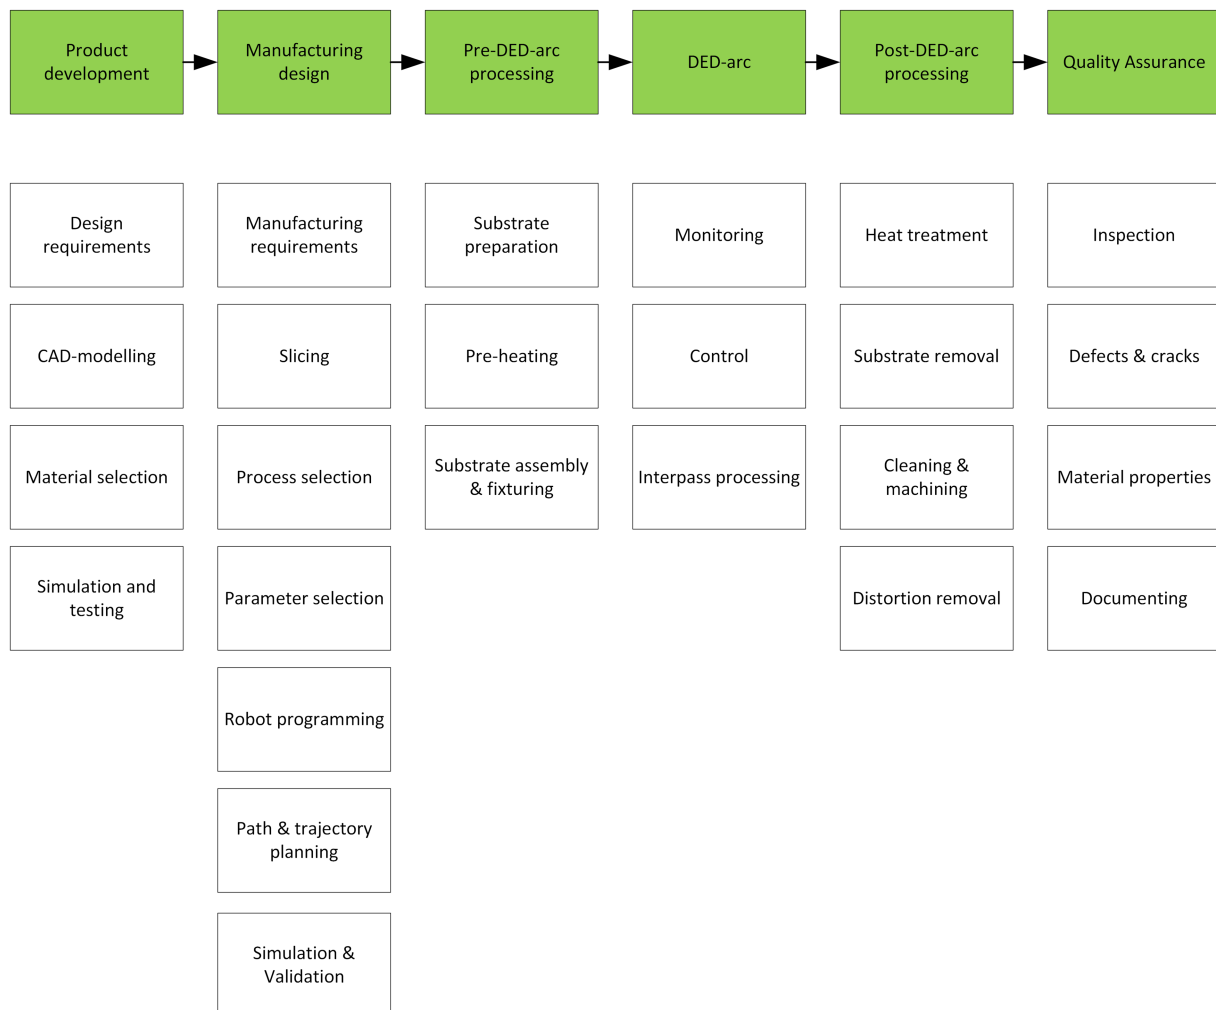 Product
development
Manufacturing
design
Pre-DED-arc
processing
DED-arc
Post-DED-arc
processing
Quality Assurance
Design
requirements
Manufacturing
requirements
Substrate
preparation
Monitoring
Heat treatment
Inspection
CAD-modelling
Slicing
Pre-heating
Control
Substrate removal
Defects & cracks
Material selection
Process selection
Substrate assembly
& fixturing
Interpass processing
Cleaning &
machining
Material properties
Simulation and
testing
Parameter selection
Distortion removal
Documenting
Robot programming
Path & trajectory
planning
Simulation &
Validation